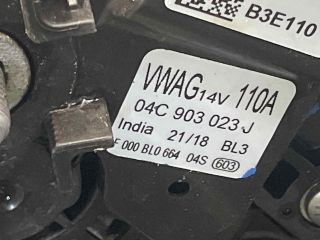 B3E110
VWAG 14V 110A
04C 903 023 J
India 21/18 BL3
F 000 BL0 664 04S 603